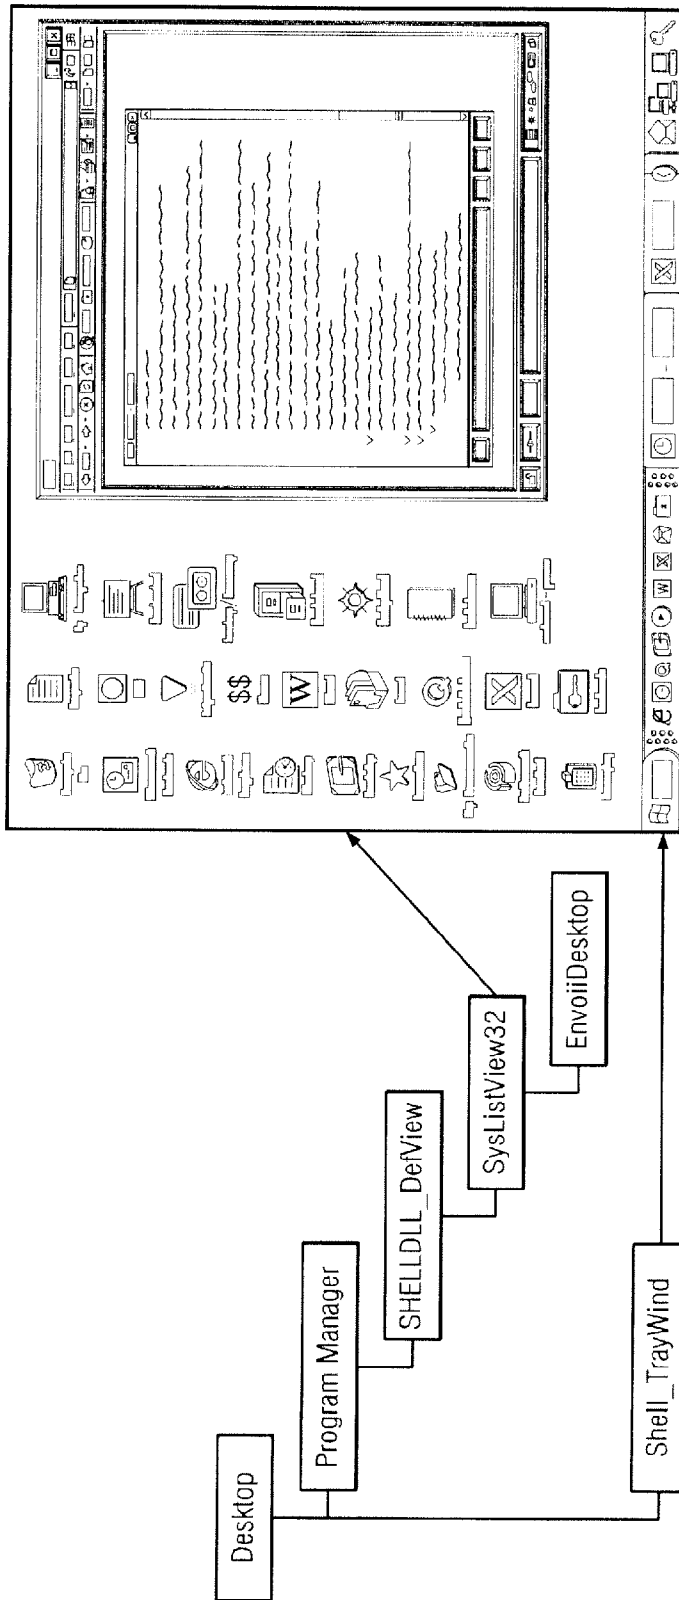 $$
W
W
Desktop
Program Manager
SHELLDLL_DefView
SysListView32
EnvoiiDesktop
Shell_TrayWind